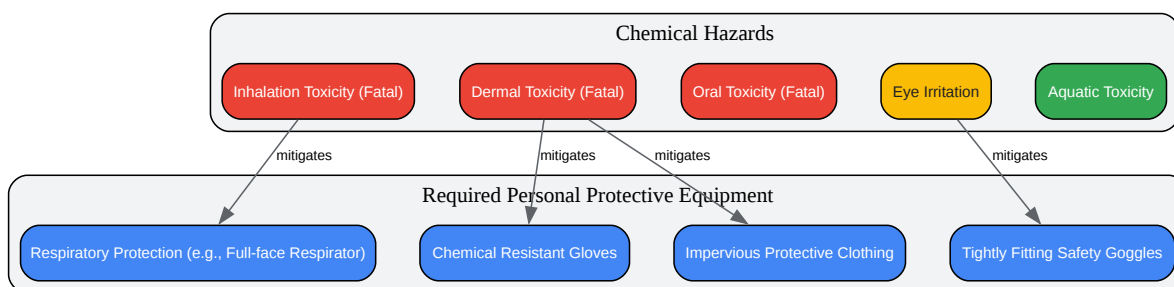 Chemical Hazards
Inhalation Toxicity (Fatal)
Dermal Toxicity (Fatal)
Oral Toxicity (Fatal)
Eye Irritation
Aquatic Toxicity
mitigates
mitigates
mitigates
mitigates
Required Personal Protective Equipment
Respiratory Protection (e.g., Full-face Respirator)
Chemical Resistant Gloves
Impervious Protective Clothing
Tightly Fitting Safety Goggles